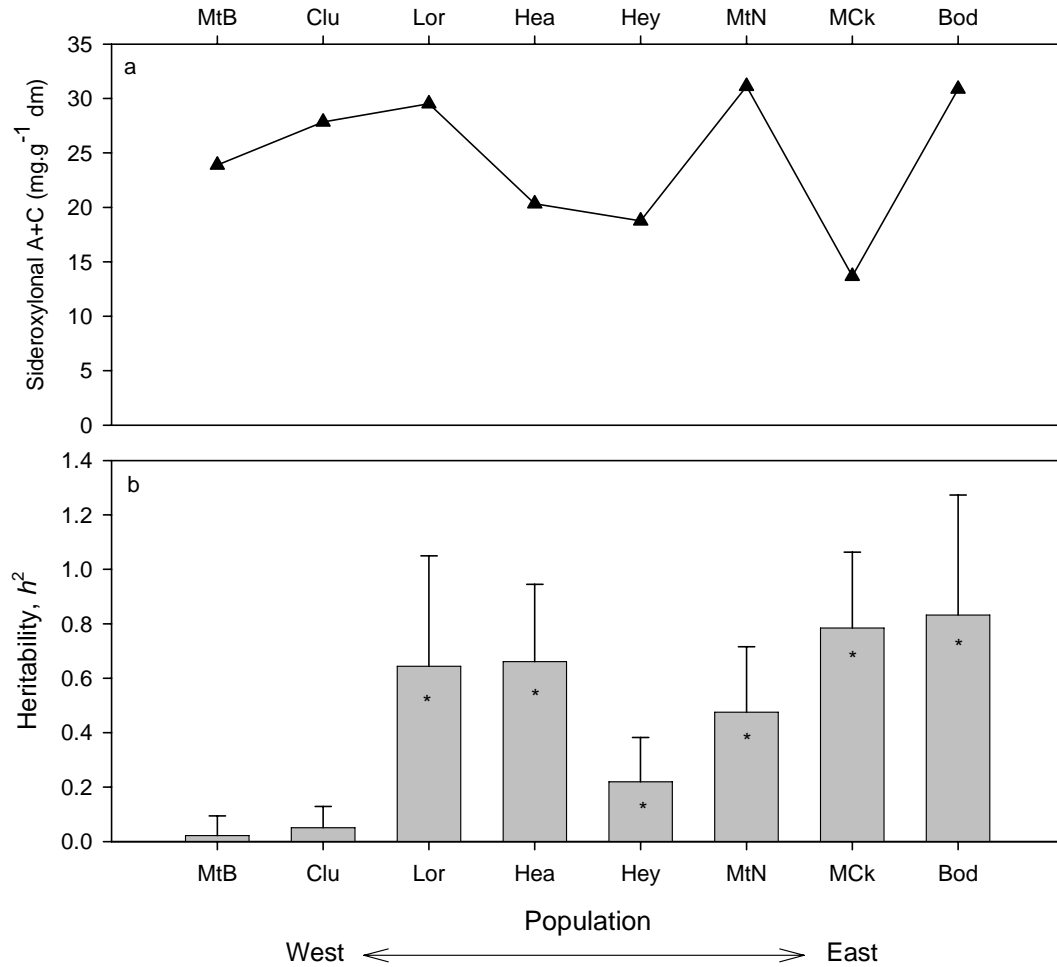 MtB Clu Lor Hea Hey MtN MCk Bod
a
35
30
25
20
15
10
5
0
Sideroxylonal A+C (mg.g⁻¹ dm)
b
1.4
1.2
1.0
0.8
0.6
0.4
0.2
0.0
Heritability, h²
* * * * * *
MtB Clu Lor Hea Hey MtN MCk Bod
Population
West East